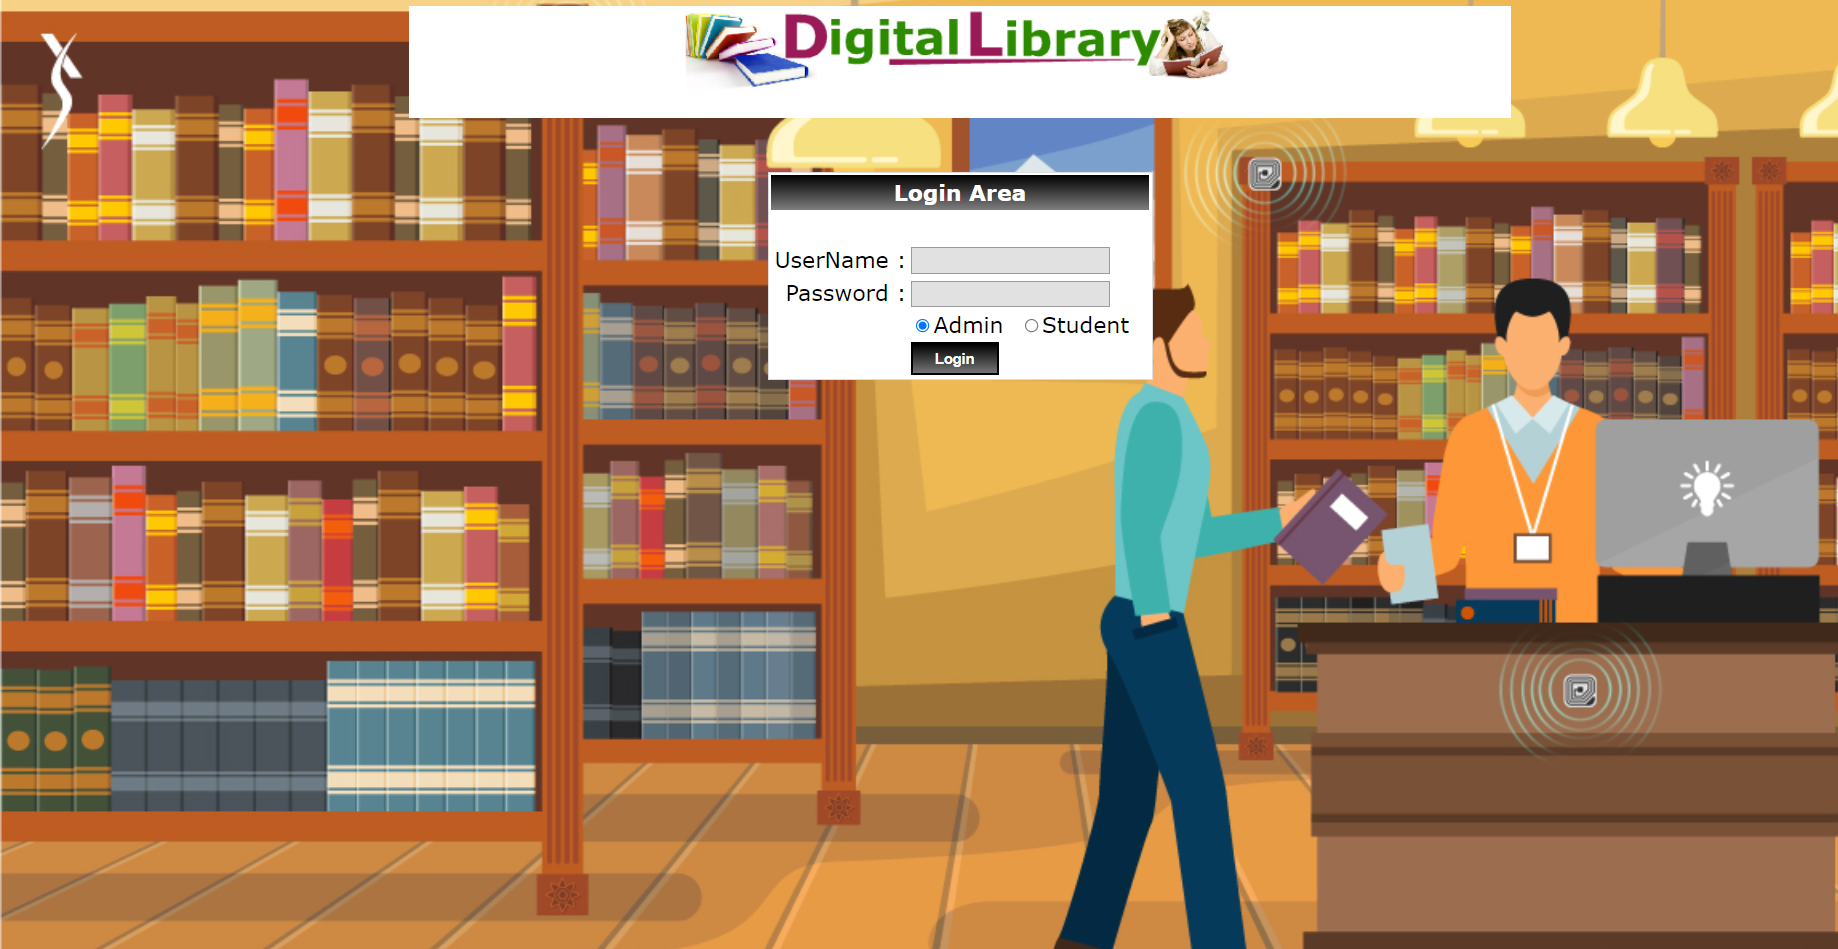 Digital Library
Login Area
UserName :
Password :
Admin Student
Login